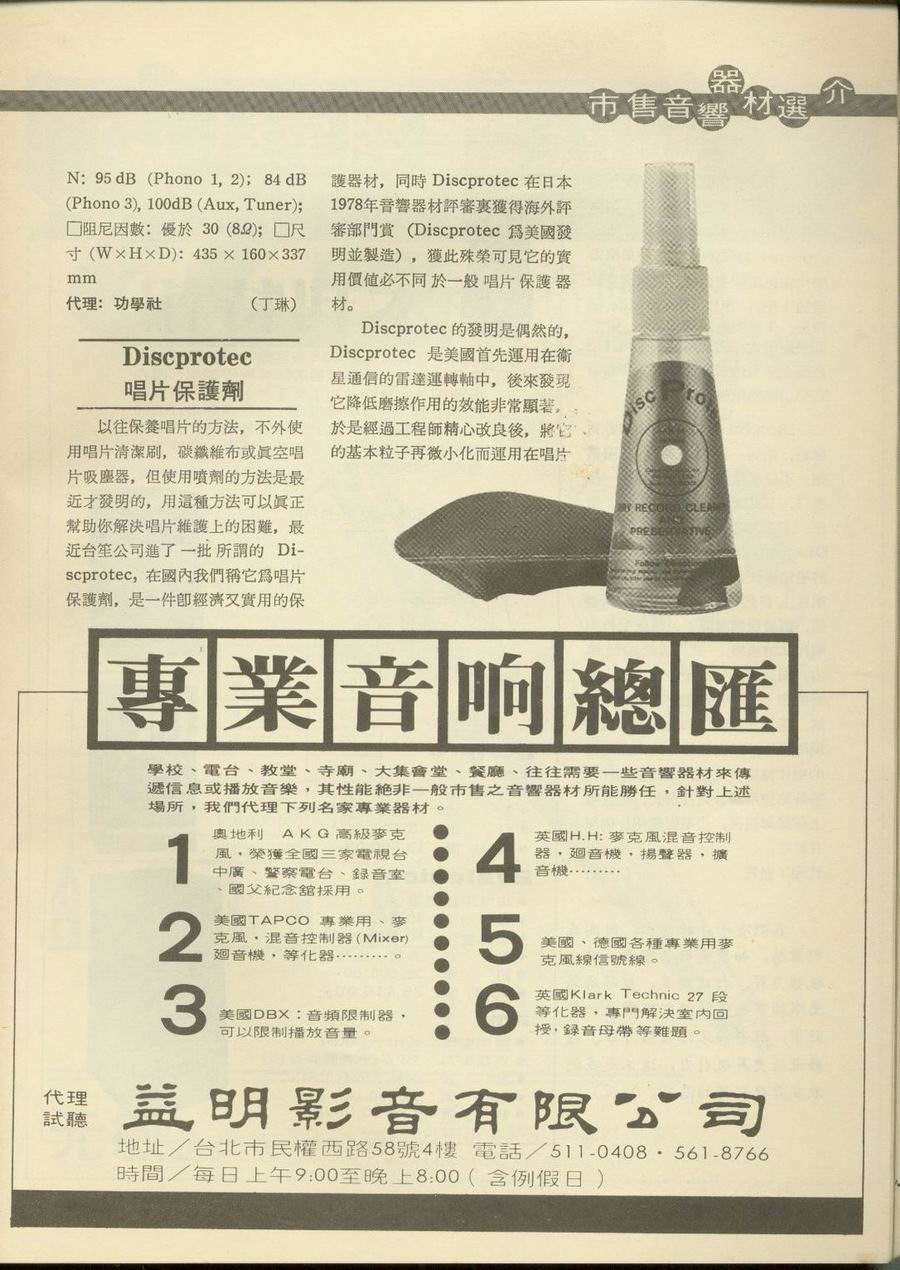 市售音響器材選介
N: 95 dB (Phono 1, 2); 84 dB
(Phono 3), 100dB (Aux, Tuner);
□阻尼因數: 優於 30 (8Ω); □尺
寸 (W×H×D): 435 × 160×337
mm
代理: 功學社 (丁琳)
Discprotec
唱片保護劑
以往保養唱片的方法, 不外使
用唱片清潔刷, 碳纖維布或眞空唱
片吸塵器, 但使用噴劑的方法是最
近才發明的, 用這種方法可以眞正
幫助你解決唱片維護上的困難, 最
近台笙公司進了一批所謂的 Di-
scprotec, 在國內我們稱它爲唱片
保護劑, 是一件卽經濟又實用的保
護器材, 同時 Discprotec 在日本
1978年音響器材評審裏獲得海外評
審部門賞 (Discprotec 爲美國發
明並製造) , 獲此殊榮可見它的實
用價值必不同於一般唱片保護器
材。
Discprotec 的發明是偶然的,
Discprotec 是美國首先運用在衞
星通信的雷達運轉軸中, 後來發現
它降低磨擦作用的效能非常顯著,
於是經過工程師精心改良後, 將它
的基本粒子再微小化而運用在唱片
Disc Prote
DRY RECORD CLEANE
AND
PRESERVATIVE
專業音响總匯
學校、電台、教堂、寺廟、大集會堂、餐廳、往往需要一些音響器材來傳
遞信息或播放音樂，其性能絕非一般市售之音響器材所能勝任，針對上述
場所，我們代理下列名家專業器材。
1 奧地利 AKG高級麥克
風，榮獲全國三家電視台
中廣、警察電台、錄音室
、國父紀念舘採用。
2 美國TAPCO 專業用、麥
克風，混音控制器(Mixer)
廻音機，等化器………。
3 美國DBX：音頻限制器，
可以限制播放音量。
4 英國H.H: 麥克風混音控制
器，廻音機，揚聲器，擴
音機………
5 美國、德國各種專業用麥
克風線信號線。
6 英國Klark Technic 27 段
等化器，專門解決室內回
授，錄音母帶等難題。
代理
試聽
益明影音有限公司
地址／台北市民權西路58號4樓 電話／511-0408・561-8766
時間／每日上午9:00至晚上8:00（含例假日）